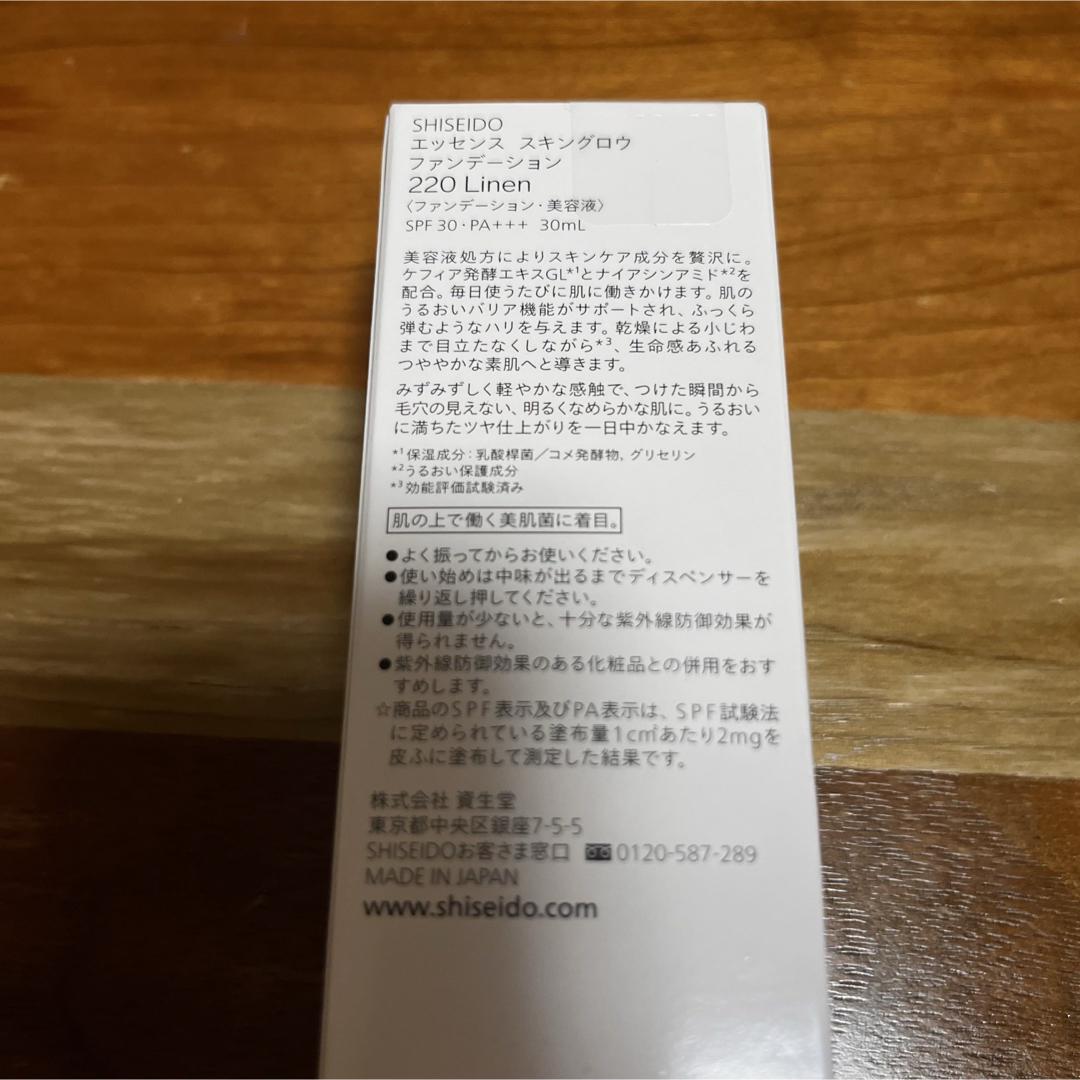 SHISEIDO
エッセンス スキングロウ
ファンデーション
220 Linen
〈ファンデーション・美容液〉
SPF 30・PA+++ 30mL
美容液処方によりスキンケア成分を贅沢に。
ケフィア発酵エキスGL*1とナイアシンアミド*2を
配合。毎日使うたびに肌に働きかけます。肌の
うるおいバリア機能がサポートされ、ふっくら
弾むようなハリを与えます。乾燥による小じわ
まで目立たなくしながら*3、生命感あふれる
つややかな素肌へと導きます。
みずみずしく軽やかな感触で、つけた瞬間から
毛穴の見えない、明るくなめらかな肌に。うるおい
に満ちたツヤ仕上がりを一日中かなえます。
*1 保湿成分：乳酸桿菌／コメ発酵物, グリセリン
*2 うるおい保護成分
*3 効能評価試験済み
肌の上で働く美肌菌に着目。
●よく振ってからお使いください。
●使い始めは中味が出るまでディスペンサーを
繰り返し押してください。
●使用量が少ないと、十分な紫外線防御効果が
得られません。
●紫外線防御効果のある化粧品との併用をおす
すめします。
☆商品のSPF表示及びPA表示は、SPF試験法
に定められている塗布量1c㎡あたり2mgを
皮ふに塗布して測定した結果です。
株式会社 資生堂
東京都中央区銀座7-5-5
SHISEIDOお客さま窓口 0120-587-289
MADE IN JAPAN
www.shiseido.com